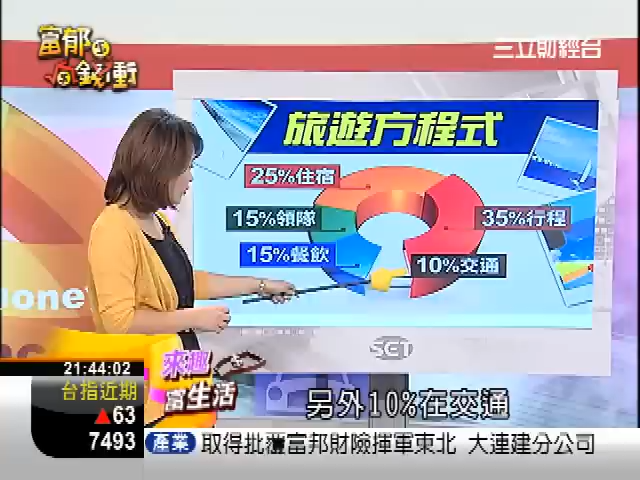 富郁的
錢衝
三立財經台
旅遊方程式
25%住宿
15%領隊
35%行程
15%餐飲
10%交通
oney
SET
21:44:02
來趣
台指近期
富生活
▲63
另外10%在交通
7493
產業 取得批覆富邦財險揮軍東北 大連建分公司